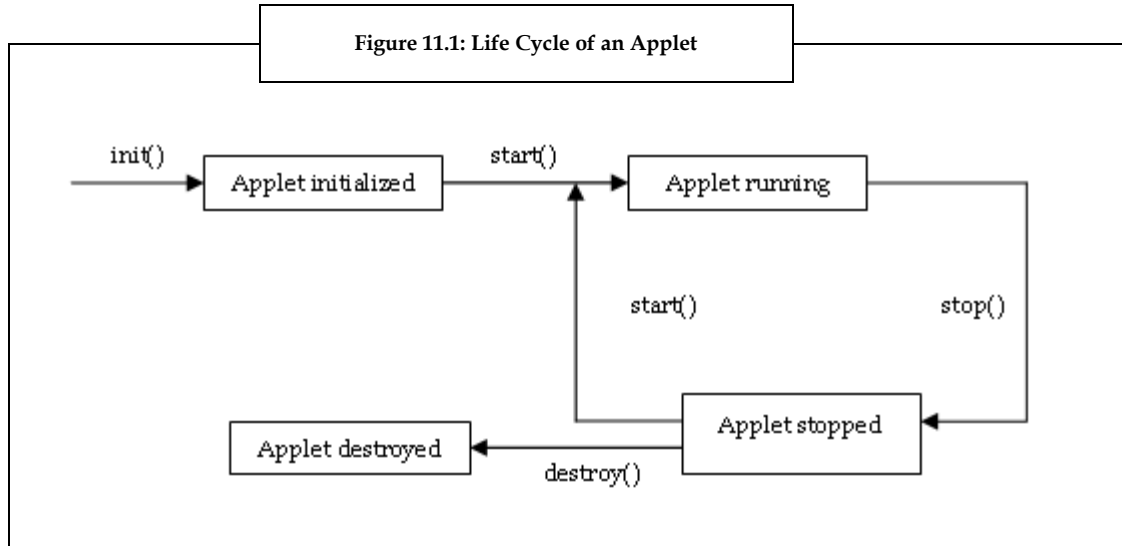 Figure 11.1: Life Cycle of an Applet
init()
Applet initialized
start()
Applet running
start()
stop()
Applet stopped
Applet destroyed
destroy()